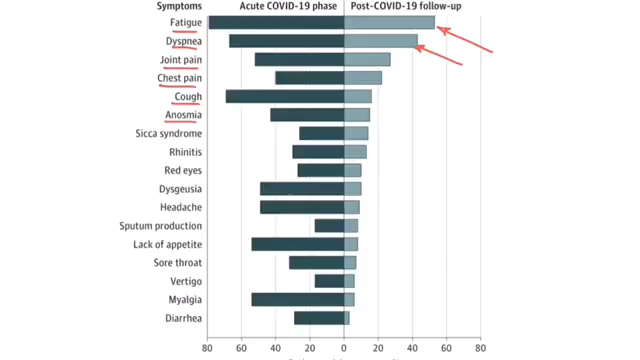 Symptoms Acute COVID-19 phase Post-COVID-19 follow-up
Fatigue
Dyspnea
Joint pain
Chest pain
Cough
Anosmia
Sicca syndrome
Rhinitis
Red eyes
Dysgeusia
Headache
Sputum production
Lack of appetite
Sore throat
Vertigo
Myalgia
Diarrhea
80 60 40 20 0 20 40 60 80